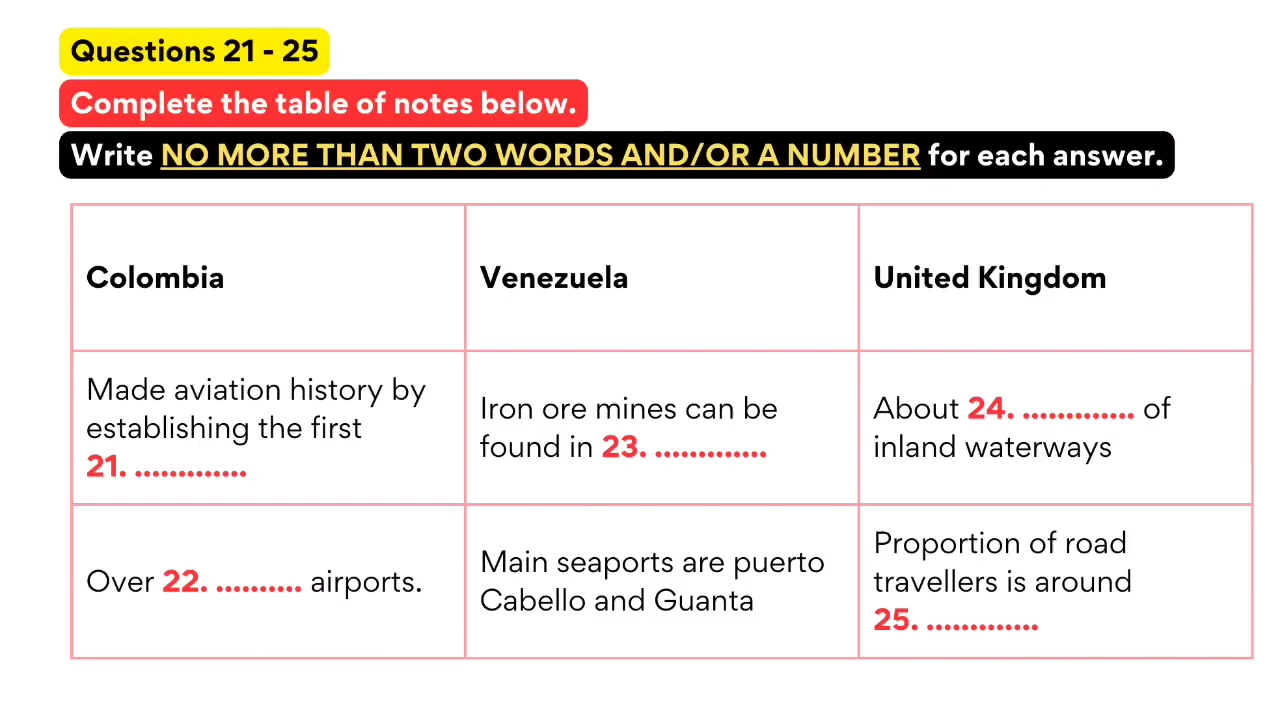 Questions 21 - 25
Complete the table of notes below.
Write NO MORE THAN TWO WORDS AND/OR A NUMBER for each answer.
Colombia
Venezuela
United Kingdom
Made aviation history by
establishing the first
21. .............
Iron ore mines can be
found in 23. .............
About 24. ............. of
inland waterways
Over 22. .......... airports.
Main seaports are puerto
Cabello and Guanta
Proportion of road
travellers is around
25. .............